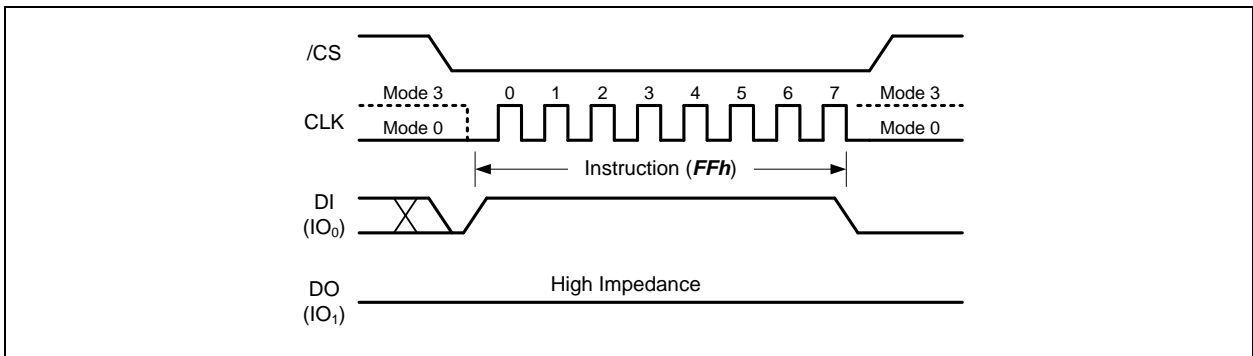 /CS
Mode 3 0 1 2 3 4 5 6 7 Mode 3
CLK
Mode 0 Mode 0
Instruction (FFh)
DI
(IO₀)
High Impedance
DO
(IO₁)